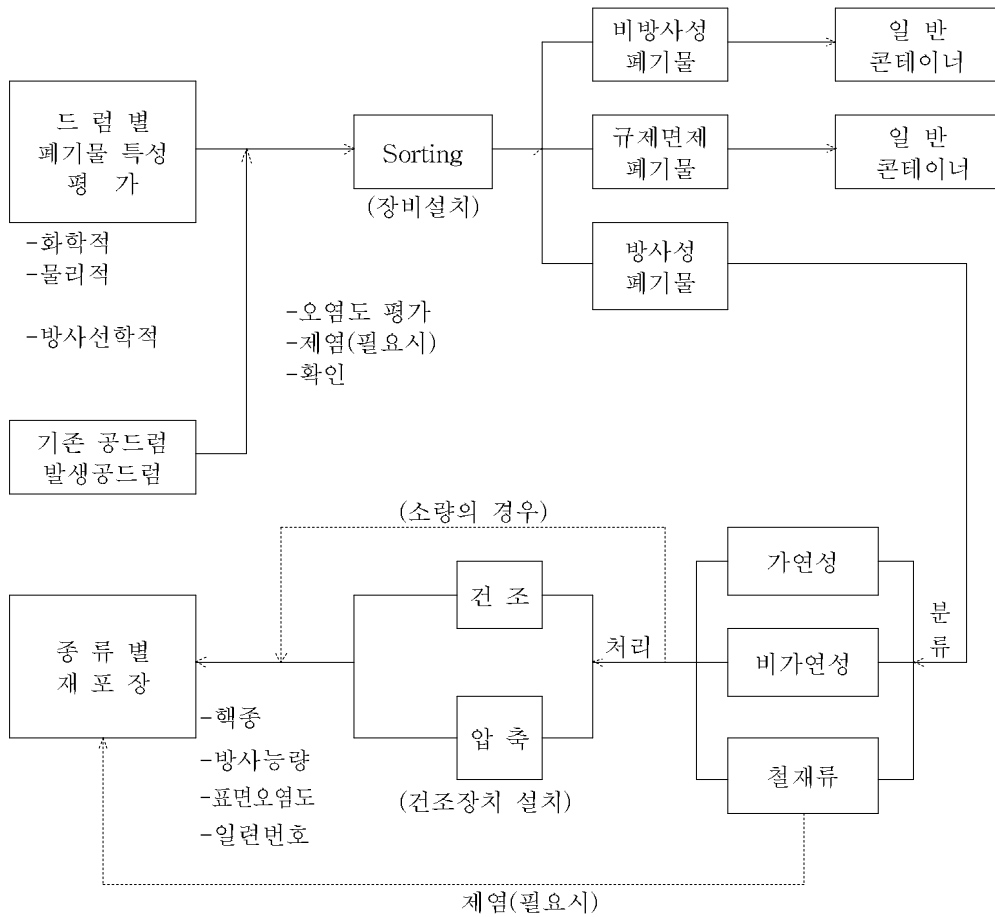 드 럼 별
폐기물 특성
평 가
-화학적
-물리적
-방사선학적
기존 공드럼
발생공드럼
Sorting
(장비설치)
-오염도 평가
-제염(필요시)
-확인
비방사성
폐기물
일 반
콘테이너
규제면제
폐기물
일 반
콘테이너
방사성
폐기물
분
류
가연성
비가연성
철재류
처리
(소량의 경우)
건 조
압 축
(건조장치 설치)
종 류 별
재 포 장
-핵종
-방사능량
-표면오염도
-일련번호
제염(필요시)